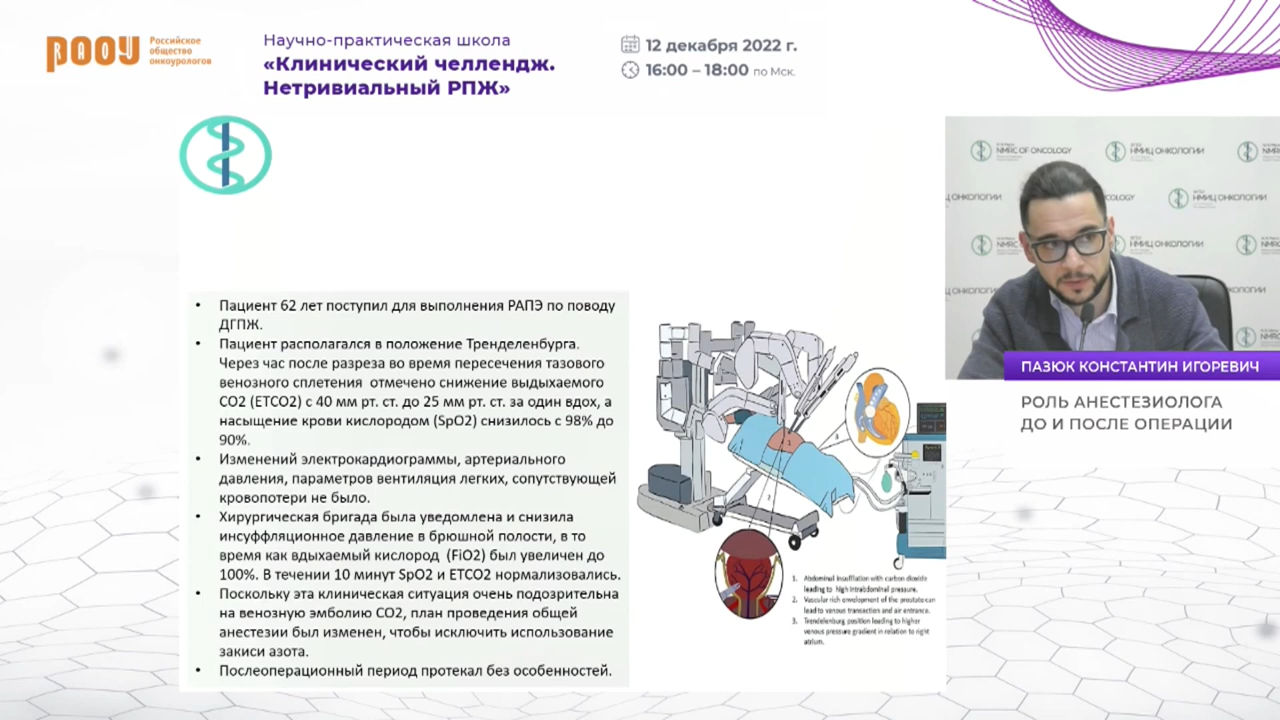 РАОУ
Российское
общество
онкоурологов
Научно-практическая школа
«Клинический челлендж.
Нетривиальный РПЖ»
12 декабря 2022 г.
16:00 – 18:00 по Мск.
• Пациент 62 лет поступил для выполнения РАПЭ по поводу
ДГПЖ.
• Пациент располагался в положение Тренделенбурга.
Через час после разреза во время пересечения тазового
венозного сплетения отмечено снижение выдыхаемого
CO2 (ETCO2) с 40 мм рт. ст. до 25 мм рт. ст. за один вдох, а
насыщение крови кислородом (SpO2) снизилось с 98% до
90%.
• Изменений электрокардиограммы, артериального
давления, параметров вентиляция легких, сопутствующей
кровопотери не было.
• Хирургическая бригада была уведомлена и снизила
инсуффляционное давление в брюшной полости, в то
время как вдыхаемый кислород (FiO2) был увеличен до
100%. В течении 10 минут SpO2 и ETCO2 нормализовались.
• Поскольку эта клиническая ситуация очень подозрительна
на венозную эмболию CO2, план проведения общей
анестезии был изменен, чтобы исключить использование
закиси азота.
• Послеоперационный период протекал без особенностей.
1. Abdominal insufflation with carbon dioxide
leading to high intrabdominal pressure.
2. Vascular rich envelopment of the prostate can
lead to venous transaction and air entrance.
3. Trendelenburg position leading to higher
venous pressure gradient in relation to right
atrium.
NMRC OF ONCOLOGY
НМИЦ ОНКОЛОГИИ
НМИЦ ОНКОЛОГИИ
НМИЦ ОНКОЛОГИИ
ПАЗЮК КОНСТАНТИН ИГОРЕВИЧ
РОЛЬ АНЕСТЕЗИОЛОГА
ДО И ПОСЛЕ ОПЕРАЦИИ